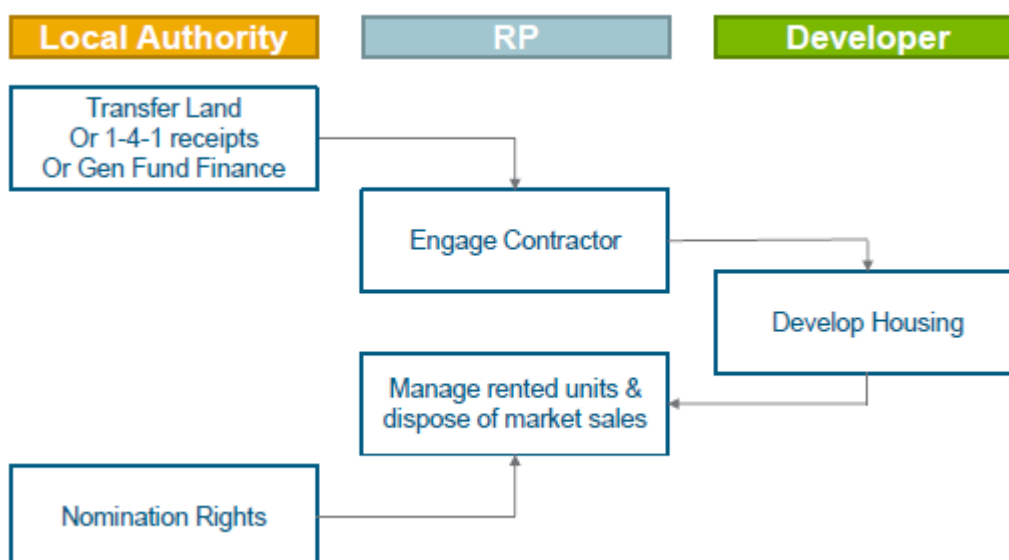 Local Authority
RP
Developer
Transfer Land
Or 1-4-1 receipts
Or Gen Fund Finance
Engage Contractor
Develop Housing
Manage rented units &
dispose of market sales
Nomination Rights